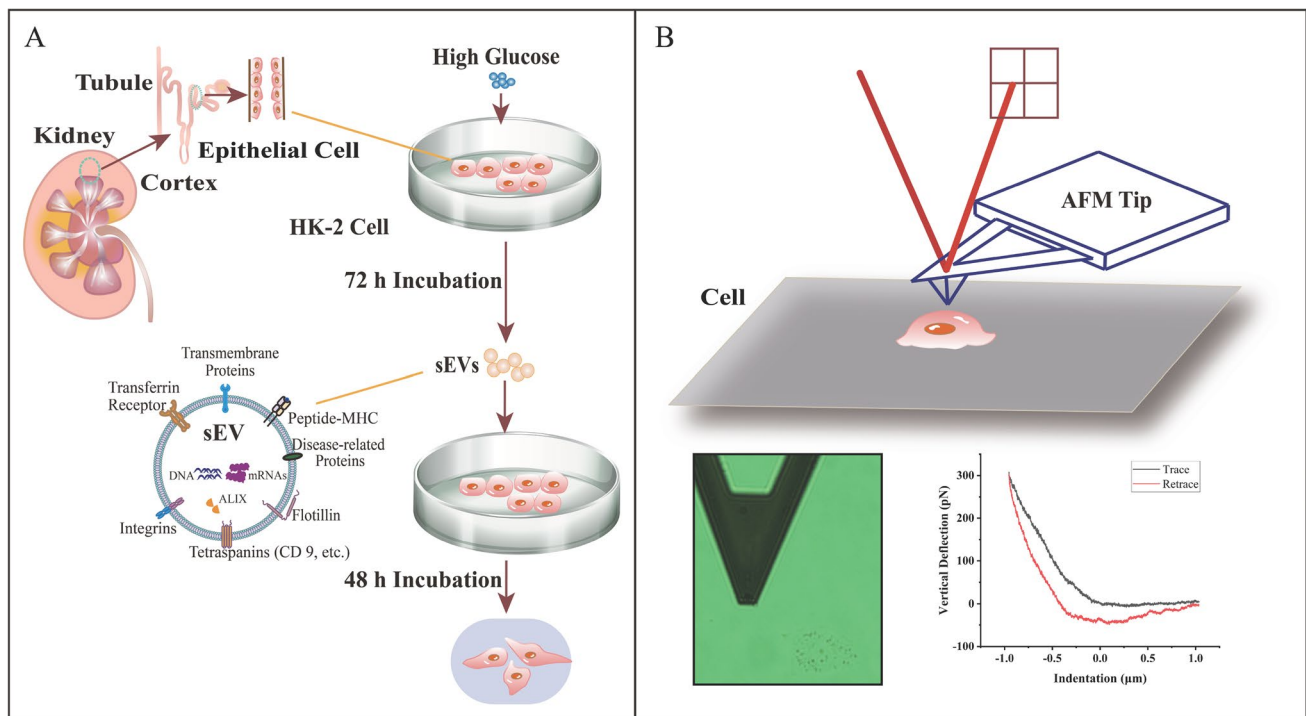 A
High Glucose
Tubule
Kidney
Epithelial Cell
Cortex
HK-2 Cell
72 h Incubation
sEVs
Transmembrane
Proteins
Transferrin
Receptor
Peptide-MHC
sEV
Disease-related
Proteins
DNA
mRNAs
ALIX
Integrins
Flotillin
Tetraspanins (CD 9, etc.)
48 h Incubation
B
AFM Tip
Cell
Trace
Retrace
Vertical Deflection (pN)
300
200
100
0
-100
-1.0 -0.5 0.0 0.5 1.0
Indentation (μm)